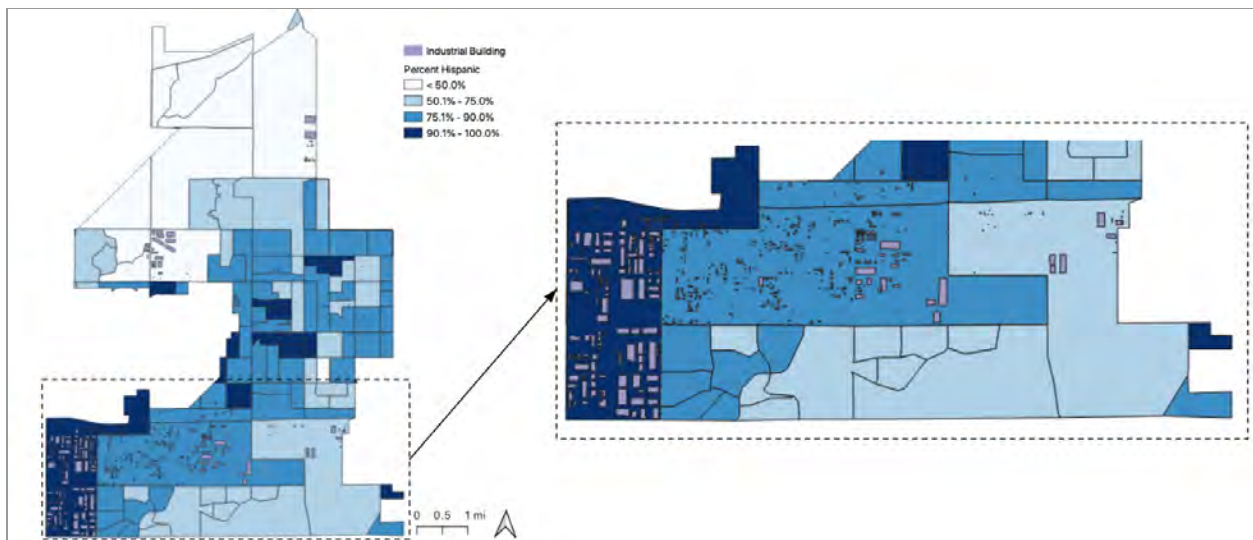 Industrial Building
Percent Hispanic
< 50.0%
50.1% - 75.0%
75.1% - 90.0%
90.1% - 100.0%
0 0.5 1 mi